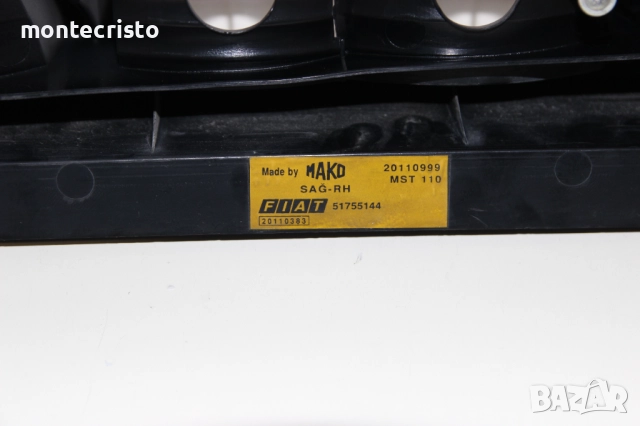 montecristo
Made by MAKO 20110999
MST 110
SAĞ-RH
FIAT 51755144
20110383
BAZAR